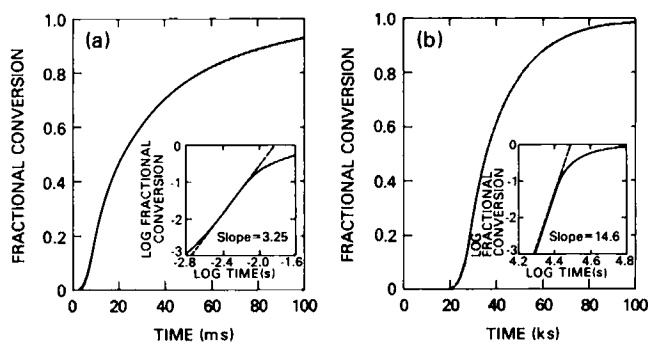 (a)
FRACTIONAL CONVERSION
1.0
0.8
0.6
0.4
0.2
0
0 20 40 60 80 100
TIME (ms)
LOG FRACTIONAL
CONVERSION
0
-1
-2
-3
Slope=3.25
-2.8 -2.4 -2.0 -1.6
LOG TIME(s)
(b)
FRACTIONAL CONVERSION
1.0
0.8
0.6
0.4
0.2
0
0 20 40 60 80 100
TIME (ks)
LOG
FRACTIONAL
CONVERSION
0
-1
-2
-3
Slope=14.6
4.2 4.4 4.6 4.8
LOG TIME(s)